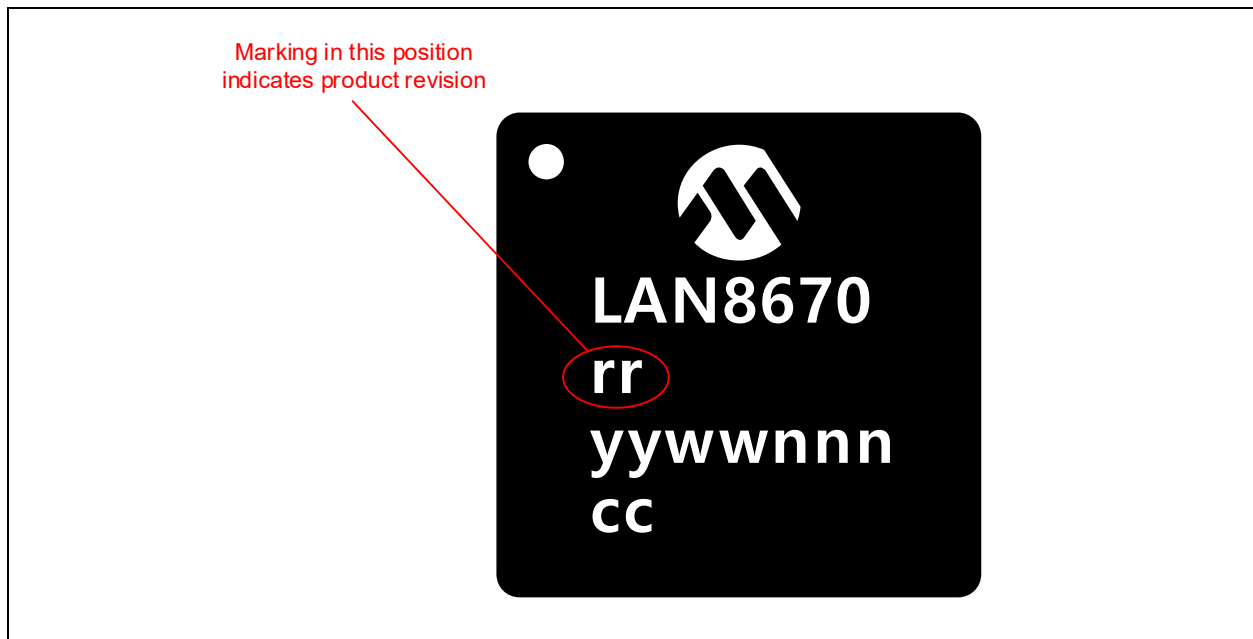 Marking in this position
indicates product revision
LAN8670
rr
yywwnnn
cc